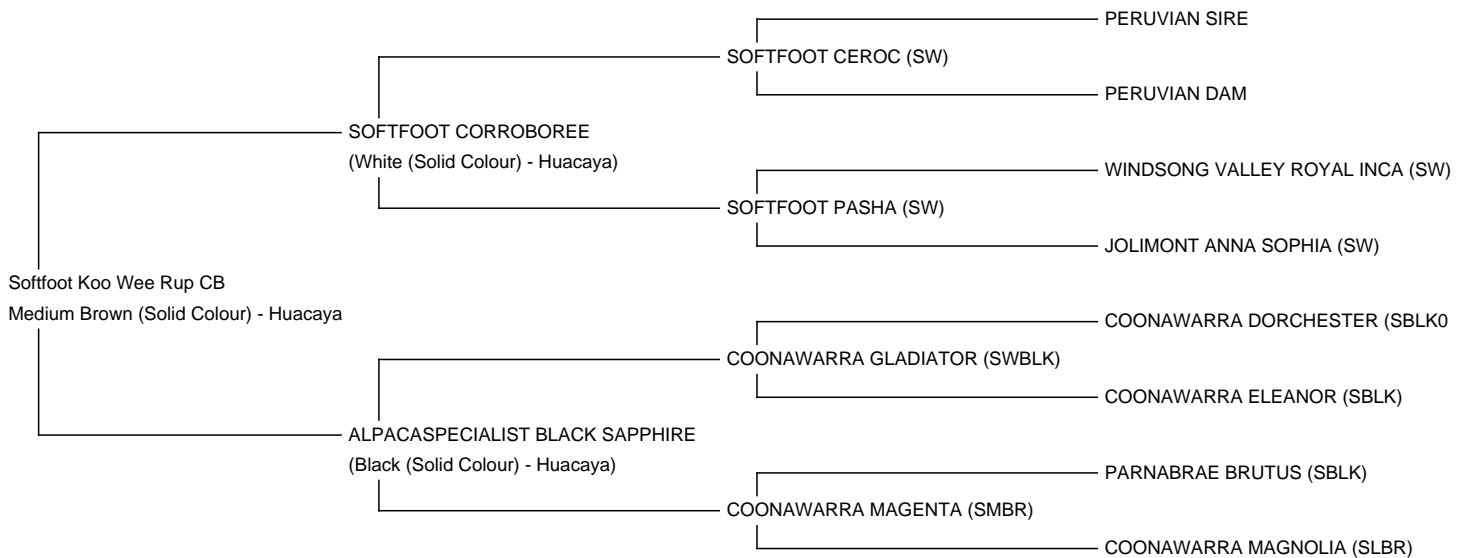 PERUVIAN SIRE
SOFTFOOT CEROC (SW)
PERUVIAN DAM
SOFTFOOT CORROBOREE
(White (Solid Colour) - Huacaya)
WINDSONG VALLEY ROYAL INCA (SW)
SOFTFOOT PASHA (SW)
JOLIMONT ANNA SOPHIA (SW)
Softfoot Koo Wee Rup CB
Medium Brown (Solid Colour) - Huacaya
COONAWARRA DORCHESTER (SBLK0
COONAWARRA GLADIATOR (SWBLK)
COONAWARRA ELEANOR (SBLK)
ALPACASPECIALIST BLACK SAPPHIRE
(Black (Solid Colour) - Huacaya)
PARNABRAE BRUTUS (SBLK)
COONAWARRA MAGENTA (SMBR)
COONAWARRA MAGNOLIA (SLBR)